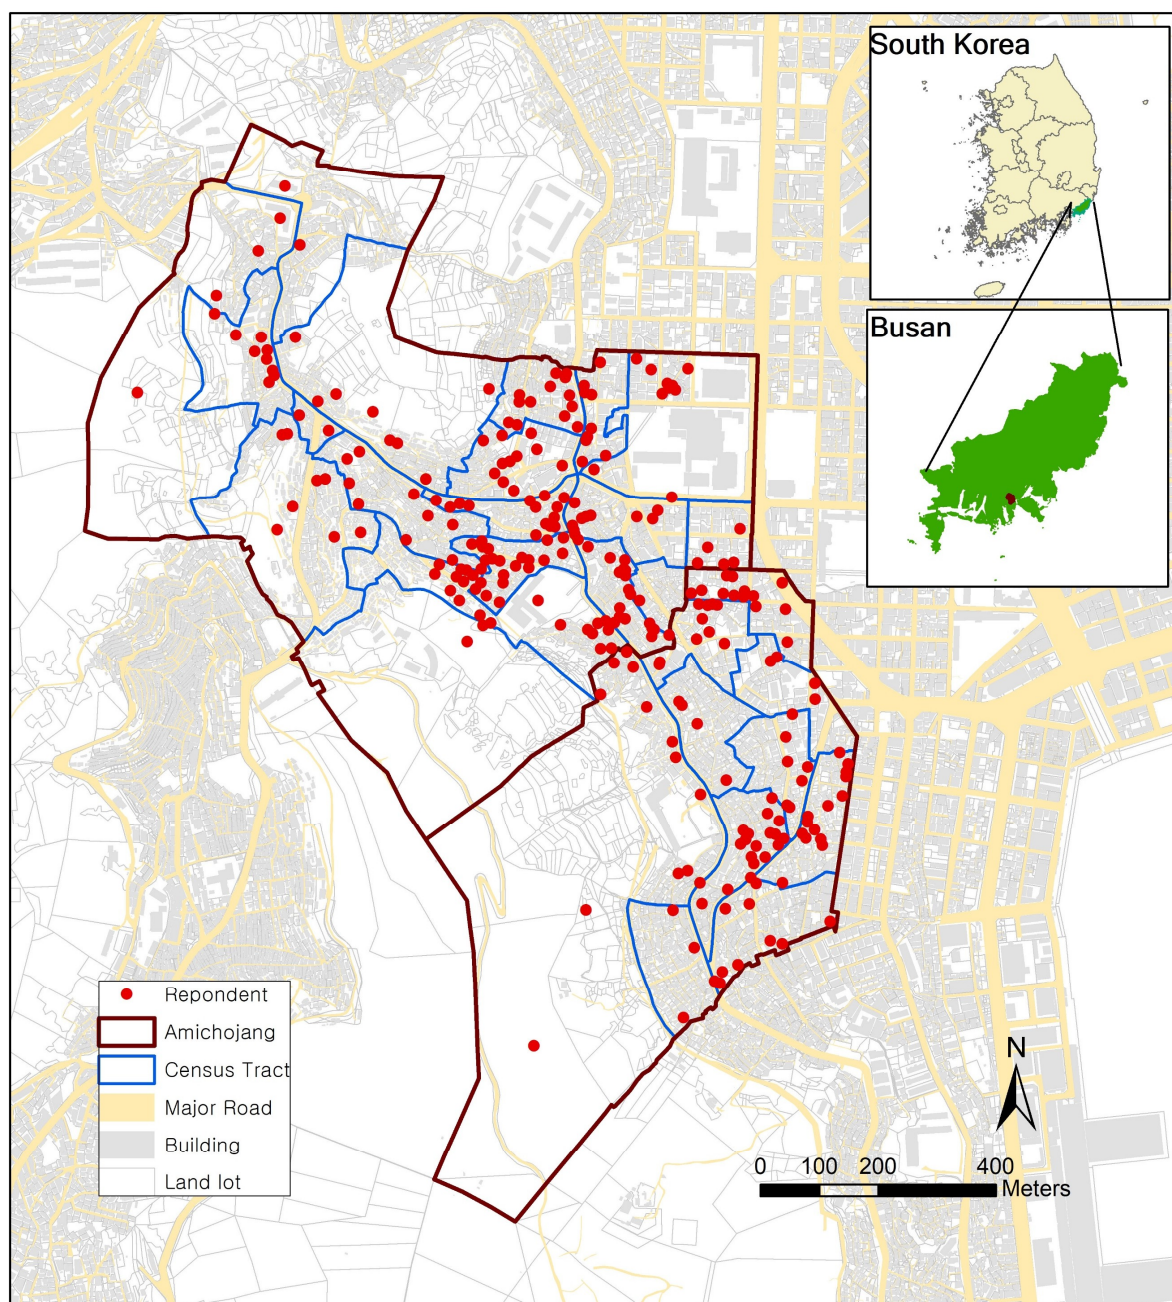 South Korea
Busan
Repondent
Amichojang
Census Tract
Major Road
Building
Land lot
N
0 100 200 400
Meters